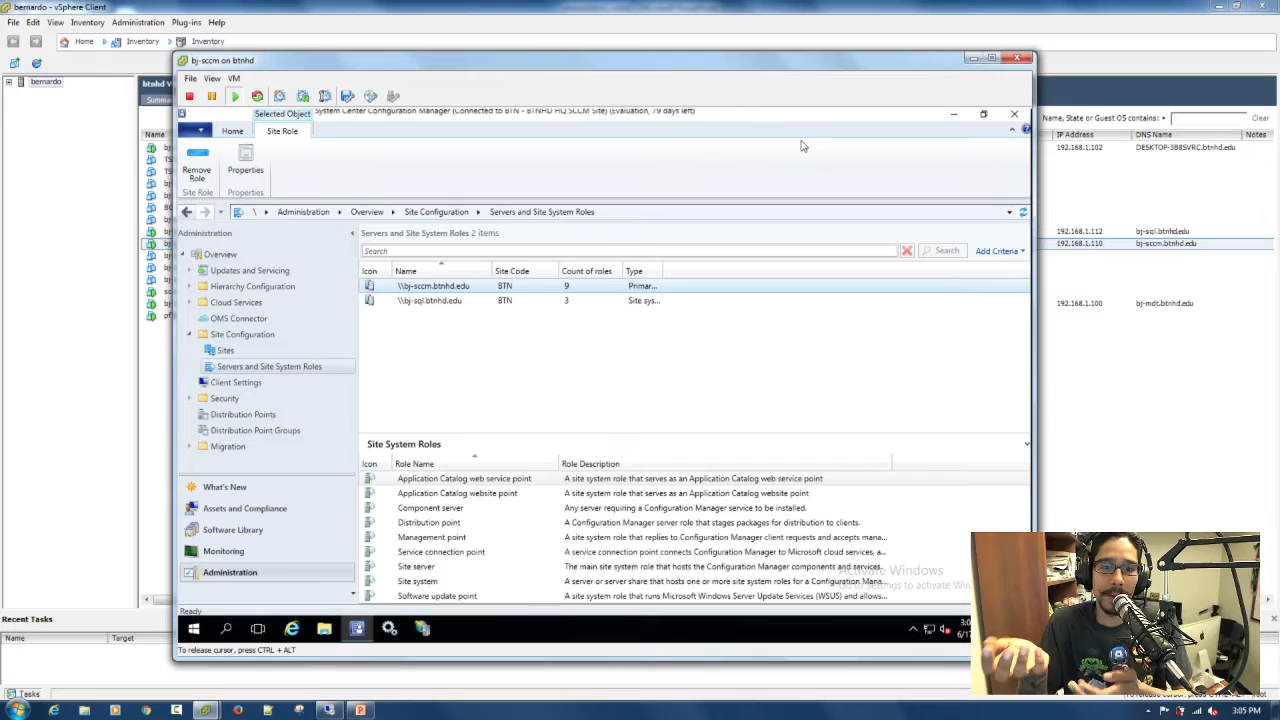 bernardo - vSphere Client
File Edit View Inventory Administration Plug-ins Help
Home Inventory Inventory
bernardo
btnhd
Name, State or Guest OS contains: Clear
Name IP Address DNS Name Notes
192.168.1.102 DESKTOP-3B8SVRC.btnhd.edu
192.168.1.112 bj-sql.btnhd.edu
192.168.1.110 bj-sccm.btnhd.edu
192.168.1.100 bj-mdt.btnhd.edu
bj-sccm on btnhd
File View VM
Selected Object System Center Configuration Manager (Connected to BTN - BTNHD HQ SCCM Site) (Evaluation, 79 days left)
Home Site Role
Remove Role
Properties
Site Role Properties
\ Administration Overview Site Configuration Servers and Site System Roles
Administration
Overview
Updates and Servicing
Hierarchy Configuration
Cloud Services
OMS Connector
Site Configuration
Sites
Servers and Site System Roles
Client Settings
Security
Distribution Points
Distribution Point Groups
Migration
What's New
Assets and Compliance
Software Library
Monitoring
Administration
Servers and Site System Roles 2 items
Search Search Add Criteria
Icon Name Site Code Count of roles Type
\\bj-sccm.btnhd.edu BTN 9 Primar...
\\bj-sql.btnhd.edu BTN 3 Site sys...
Site System Roles
Icon Role Name Role Description
Application Catalog web service point A site system role that serves as an Application Catalog web service point
Application Catalog website point A site system role that serves as an Application Catalog website point
Component server Any server requiring a Configuration Manager service to be installed.
Distribution point A Configuration Manager server role that stages packages for distribution to clients.
Management point A site system role that replies to Configuration Manager client requests and accepts mana...
Service connection point A service connection point connects Configuration Manager to Microsoft cloud services, a...
Site server The main site system role that hosts the Configuration Manager components and services.
Site system A server or server share that hosts one or more site system roles for a Configuration Mana...
Software update point A site system role that runs Microsoft Windows Server Update Services (WSUS) and allows...
Activate Windows
Ready
To release cursor, press CTRL + ALT
Recent Tasks
Name Target
Tasks
3:05 PM